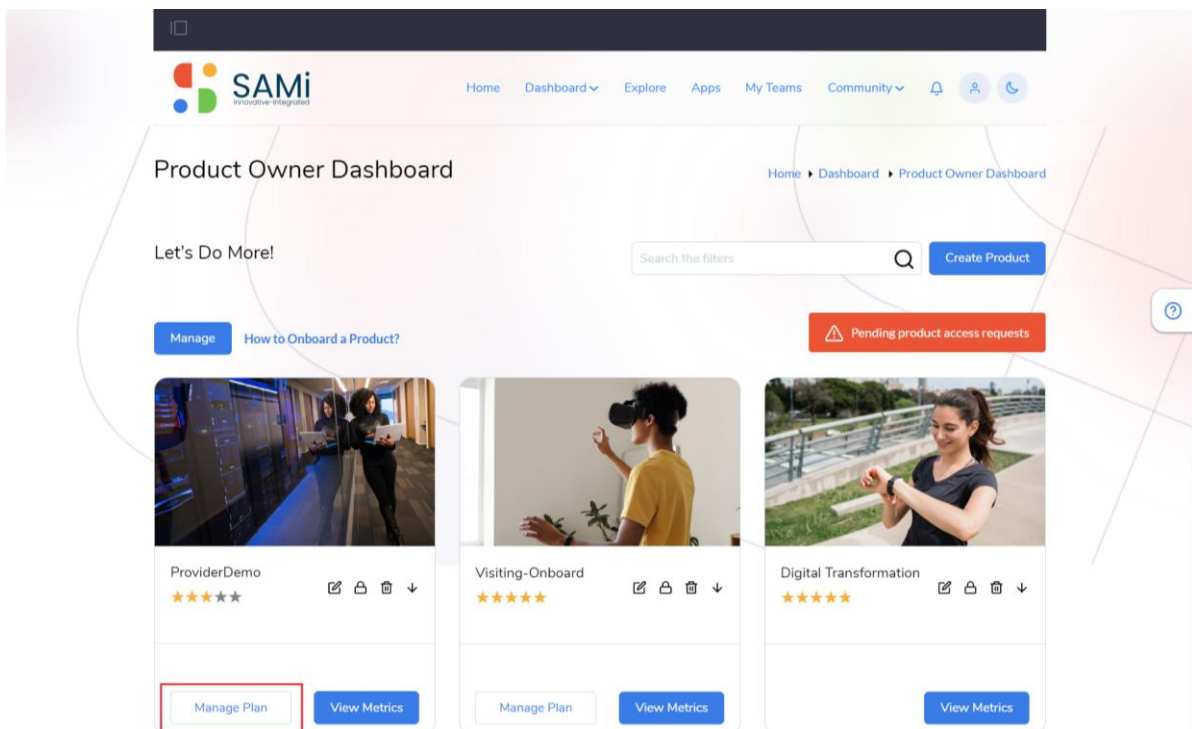 SAMi
Innovative-Integrated
Home Dashboard Explore Apps My Teams Community
Product Owner Dashboard
Home Dashboard Product Owner Dashboard
Let's Do More!
Search the filters
Create Product
Manage
How to Onboard a Product?
Pending product access requests
ProviderDemo
Visiting-Onboard
Digital Transformation
Manage Plan
View Metrics
Manage Plan
View Metrics
View Metrics